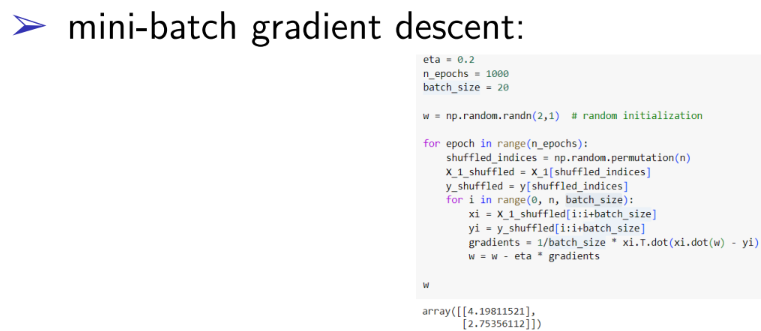 mini-batch gradient descent:
eta = 0.2
n_epochs = 1000
batch_size = 20
w = np.random.randn(2,1)  # random initialization
for epoch in range(n_epochs):
    shuffled_indices = np.random.permutation(n)
    X_1_shuffled = X_1[shuffled_indices]
    y_shuffled = y[shuffled_indices]
    for i in range(0, n, batch_size):
        xi = X_1_shuffled[i:i+batch_size]
        yi = y_shuffled[i:i+batch_size]
        gradients = 1/batch_size * xi.T.dot(xi.dot(w) - yi)
        w = w - eta * gradients
w
array([[4.19811521],
       [2.75356112]])